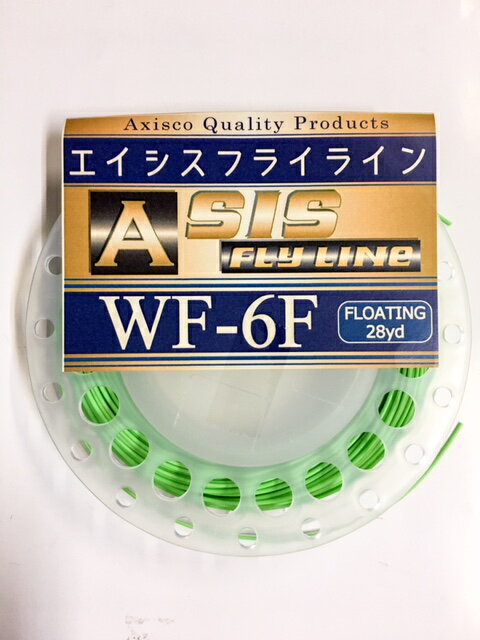 Axisco Quality Products
エイシスフライライン
ASIS
FLY LINE
WF-6F
FLOATING
28yd